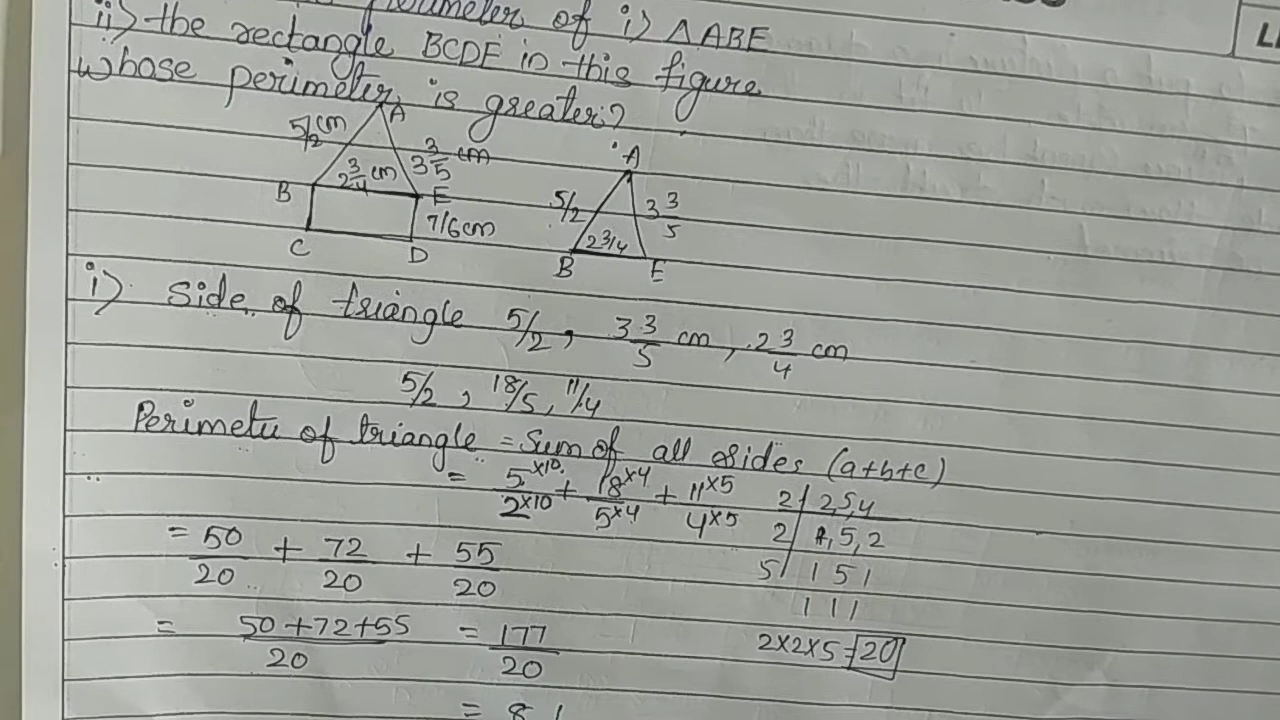 perimeter of i) △ABE
ii) the rectangle BCDE in this figure
whose perimeter is greater?
A
5/2 cm
3 3/5 cm
2 3/4 cm
B
E
7/6 cm
C
D
A
5/2
3 3/5
2 3/4
B
E
i) Side of triangle 5/2, 3 3/5 cm, 2 3/4 cm
5/2, 18/5, 11/4
Perimetu of triangle = Sum of all sides (a+b+c)
= 5×10/2×10 + 18×4/5×4 + 11×5/4×5
2 | 2,5,4
2 | 1,5,2
5 | 1 5 1
1 1 1
2×2×5=20
= 50/20 + 72/20 + 55/20
= 50+72+55/20 = 177/20
= 8